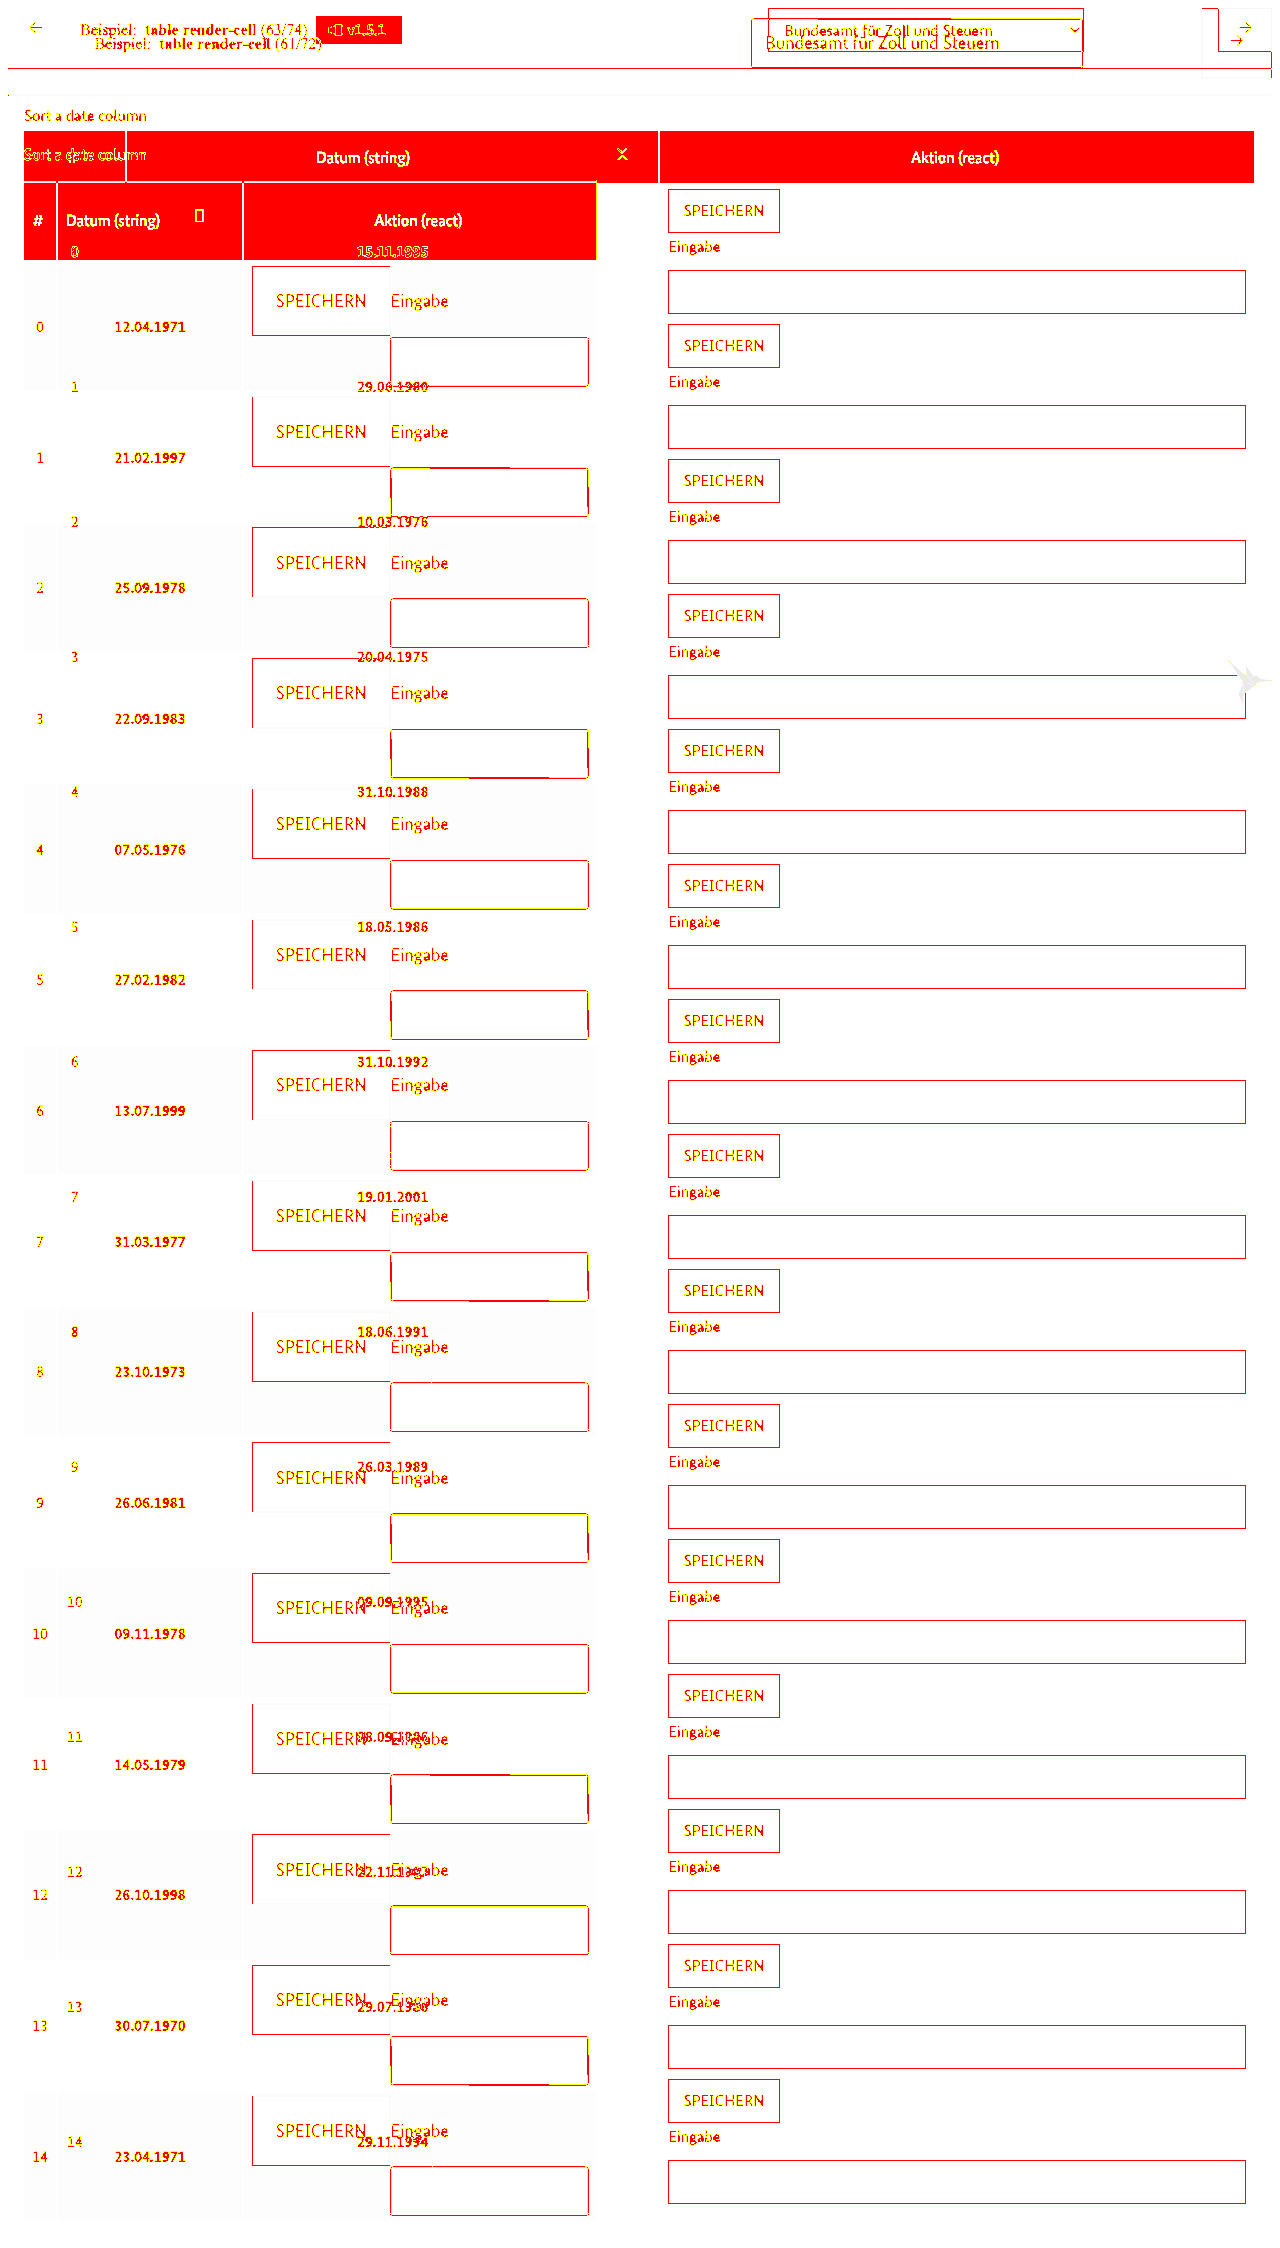 ← Beispiel: table render-cell (63/74) v1.5.1 Bundesamt für Zoll und Steuern →
Beispiel: table render-cell (61/72) Bundesamt für Zoll und Steuern →
Sort a date column
Sort a date column Datum (string) Aktion (react)
SPEICHERN
# Datum (string) Aktion (react)
Eingabe
0 15.11.1995
SPEICHERN Eingabe
0 12.04.1971
SPEICHERN
Eingabe
1 29.06.1980
SPEICHERN Eingabe
1 21.02.1997
SPEICHERN
Eingabe
2 10.03.1976
SPEICHERN Eingabe
2 25.09.1978
SPEICHERN
Eingabe
3 20.04.1975
SPEICHERN Eingabe
3 22.09.1983
SPEICHERN
Eingabe
4 31.10.1988
SPEICHERN Eingabe
4 07.05.1976
SPEICHERN
Eingabe
5 18.05.1986
SPEICHERN Eingabe
5 27.02.1982
SPEICHERN
Eingabe
6 31.10.1992
SPEICHERN Eingabe
6 13.07.1999
SPEICHERN
Eingabe
7 19.01.2001
SPEICHERN Eingabe
7 31.03.1977
SPEICHERN
Eingabe
8 18.06.1991
SPEICHERN Eingabe
8 23.10.1973
SPEICHERN
Eingabe
9 26.03.1989
SPEICHERN Eingabe
9 26.06.1981
SPEICHERN
Eingabe
10 09.09.1995
SPEICHERN Eingabe
10 09.11.1978
SPEICHERN
Eingabe
11
SPEICHERN Eingabe
11 14.05.1979
SPEICHERN
Eingabe
12
SPEICHERN Eingabe
12 26.10.1998
SPEICHERN
Eingabe
13
SPEICHERN Eingabe
13 30.07.1970
SPEICHERN
Eingabe
14 29.11.1994
SPEICHERN Eingabe
14 23.04.1971